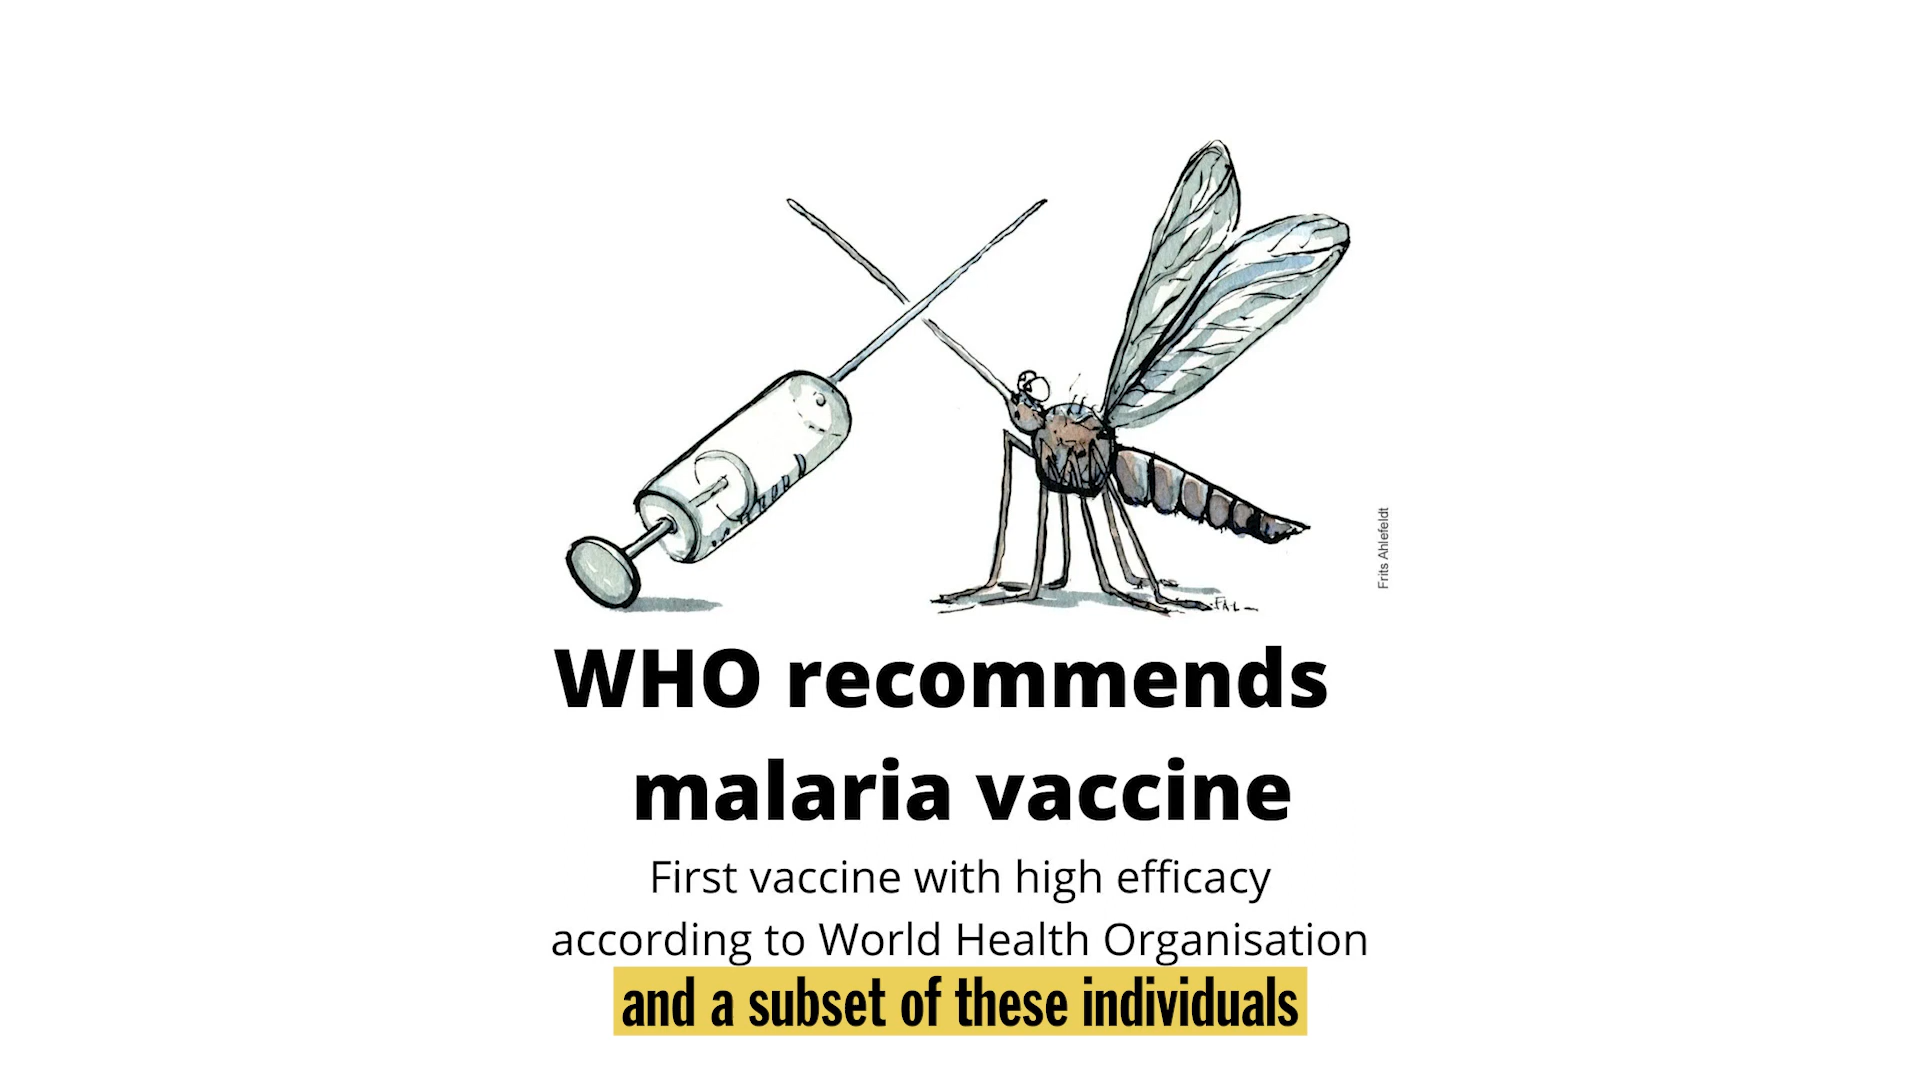 Frits Ahlefeldt
F.A.L-
WHO recommends
malaria vaccine
First vaccine with high efficacy
according to World Health Organisation
and a subset of these individuals